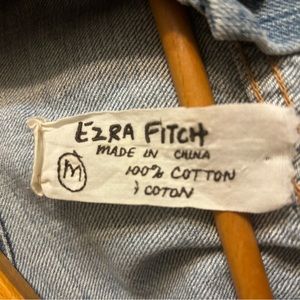 EZRA FITCH
MADE IN CHINA
M
100% COTTON
COTON